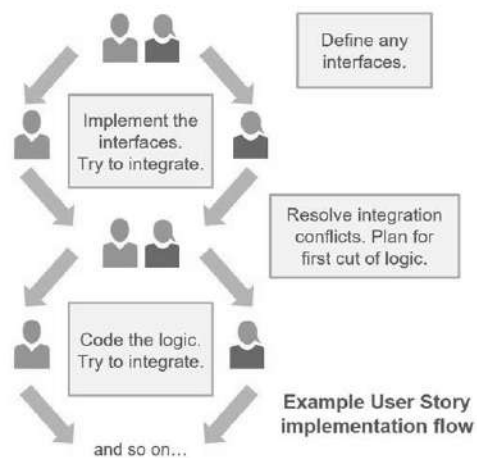 Define any
interfaces.
Implement the
interfaces.
Try to integrate.
Resolve integration
conflicts. Plan for
first cut of logic.
Code the logic.
Try to integrate.
Example User Story
implementation flow
and so on...